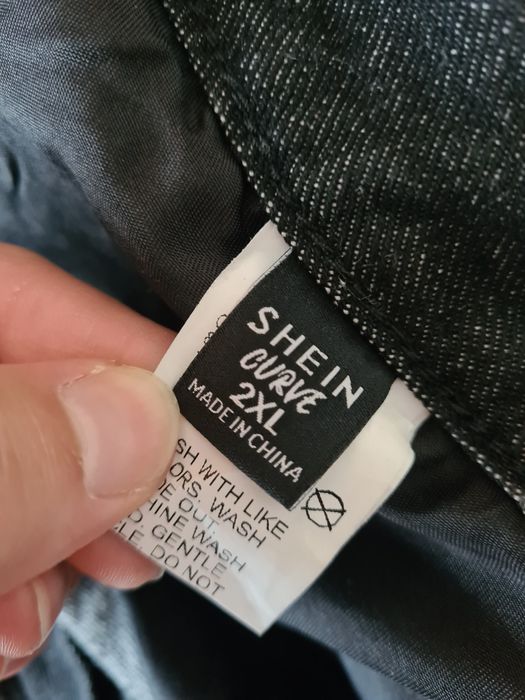 SHEIN
CURVE
2XL
MADE IN CHINA
SH WITH LIKE
ORS, WASH
DE OUT,
HINE WASH
D, GENTLE
LE, DO NOT